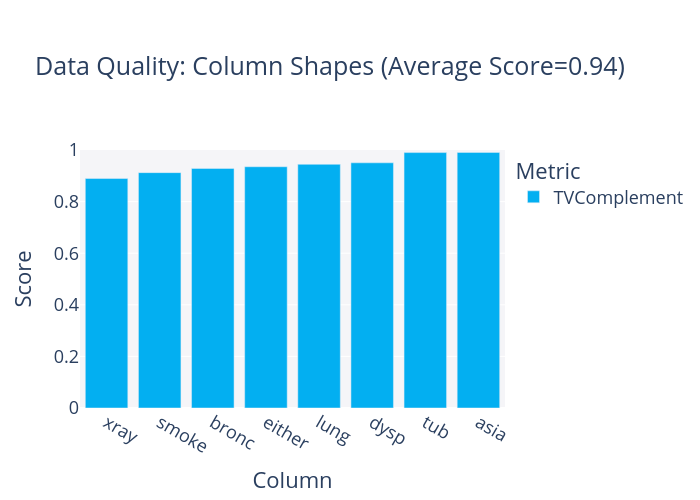 Data Quality: Column Shapes (Average Score=0.94)
1
0.8
0.6
0.4
0.2
0
Score
xray
smoke
bronc
either
lung
dysp
tub
asia
Column
Metric
TVComplement